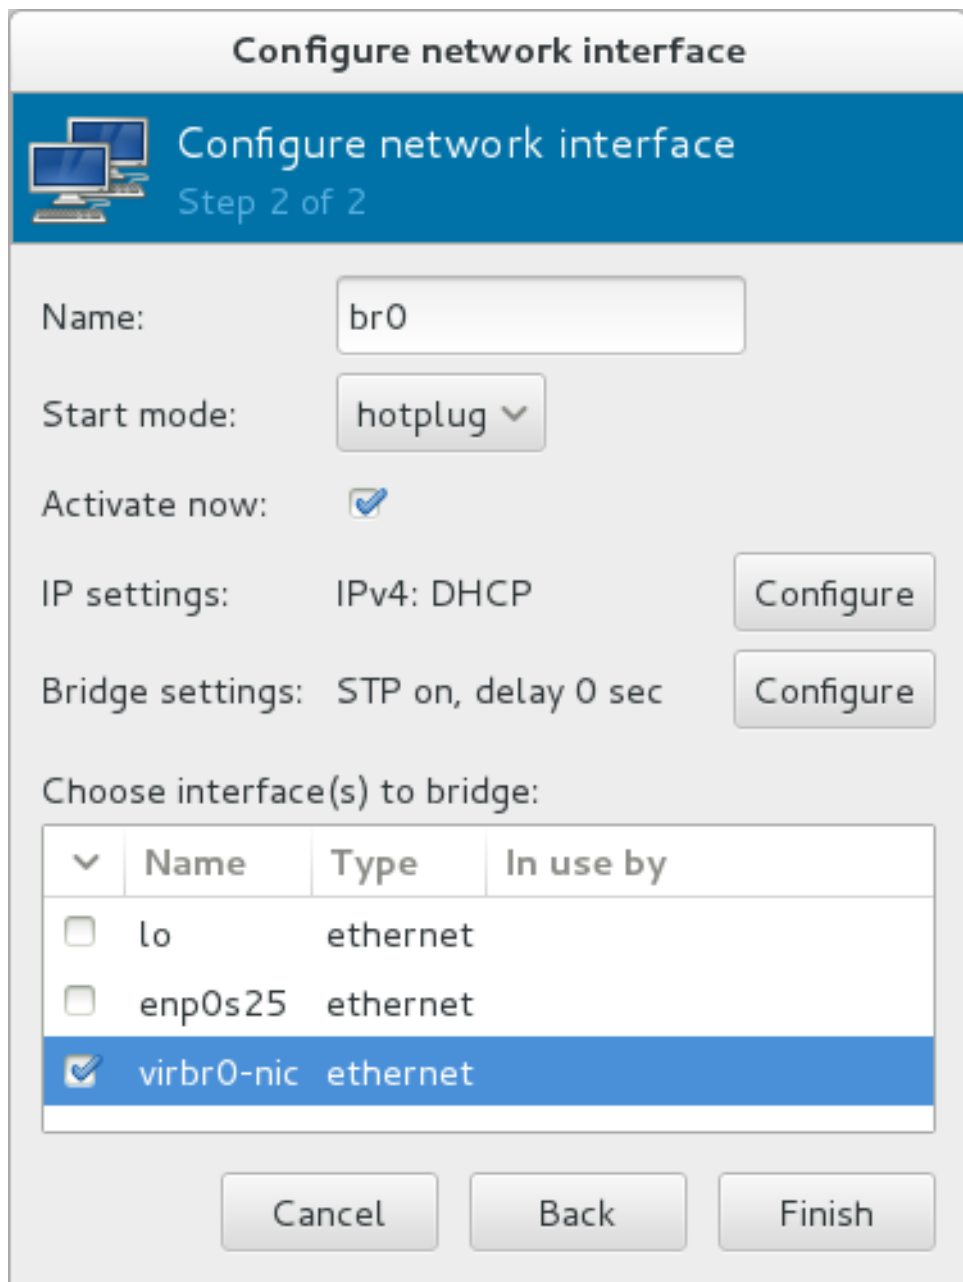 Configure network interface
Configure network interface
Step 2 of 2
Name: br0
Start mode: hotplug
Activate now:
IP settings: IPv4: DHCP Configure
Bridge settings: STP on, delay 0 sec Configure
Choose interface(s) to bridge:
Name Type In use by
lo ethernet
enp0s25 ethernet
virbr0-nic ethernet
Cancel Back Finish